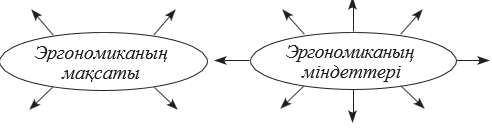 Эргономиканың
мақсаты
Эргономиканың
міндеттері